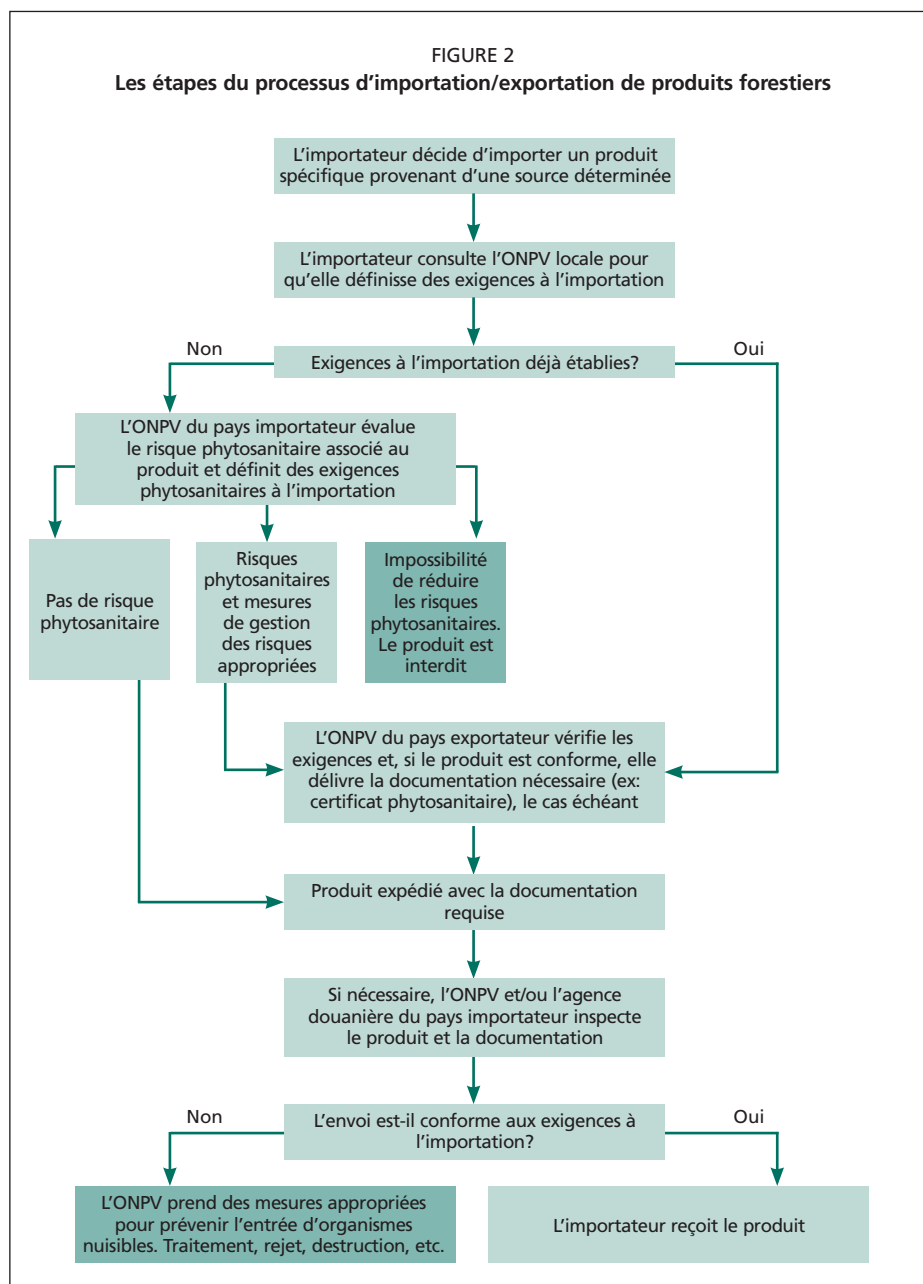 FIGURE 2
Les étapes du processus d'importation/exportation de produits forestiers
L'importateur décide d'importer un produit
spécifique provenant d'une source déterminée
L'importateur consulte l'ONPV locale pour
qu'elle définisse des exigences à l'importation
Non
Exigences à l'importation déjà établies?
Oui
L'ONPV du pays importateur évalue
le risque phytosanitaire associé au
produit et définit des exigences
phytosanitaires à l'importation
Pas de risque
phytosanitaire
Risques
phytosanitaires
et mesures
de gestion
des risques
appropriées
Impossibilité
de réduire
les risques
phytosanitaires.
Le produit est
interdit
L'ONPV du pays exportateur vérifie les
exigences et, si le produit est conforme, elle
délivre la documentation nécessaire (ex:
certificat phytosanitaire), le cas échéant
Produit expédié avec la documentation
requise
Si nécessaire, l'ONPV et/ou l'agence
douanière du pays importateur inspecte
le produit et la documentation
Non
L'envoi est-il conforme aux exigences à
l'importation?
Oui
L'ONPV prend des mesures appropriées
pour prévenir l'entrée d'organismes
nuisibles. Traitement, rejet, destruction, etc.
L'importateur reçoit le produit